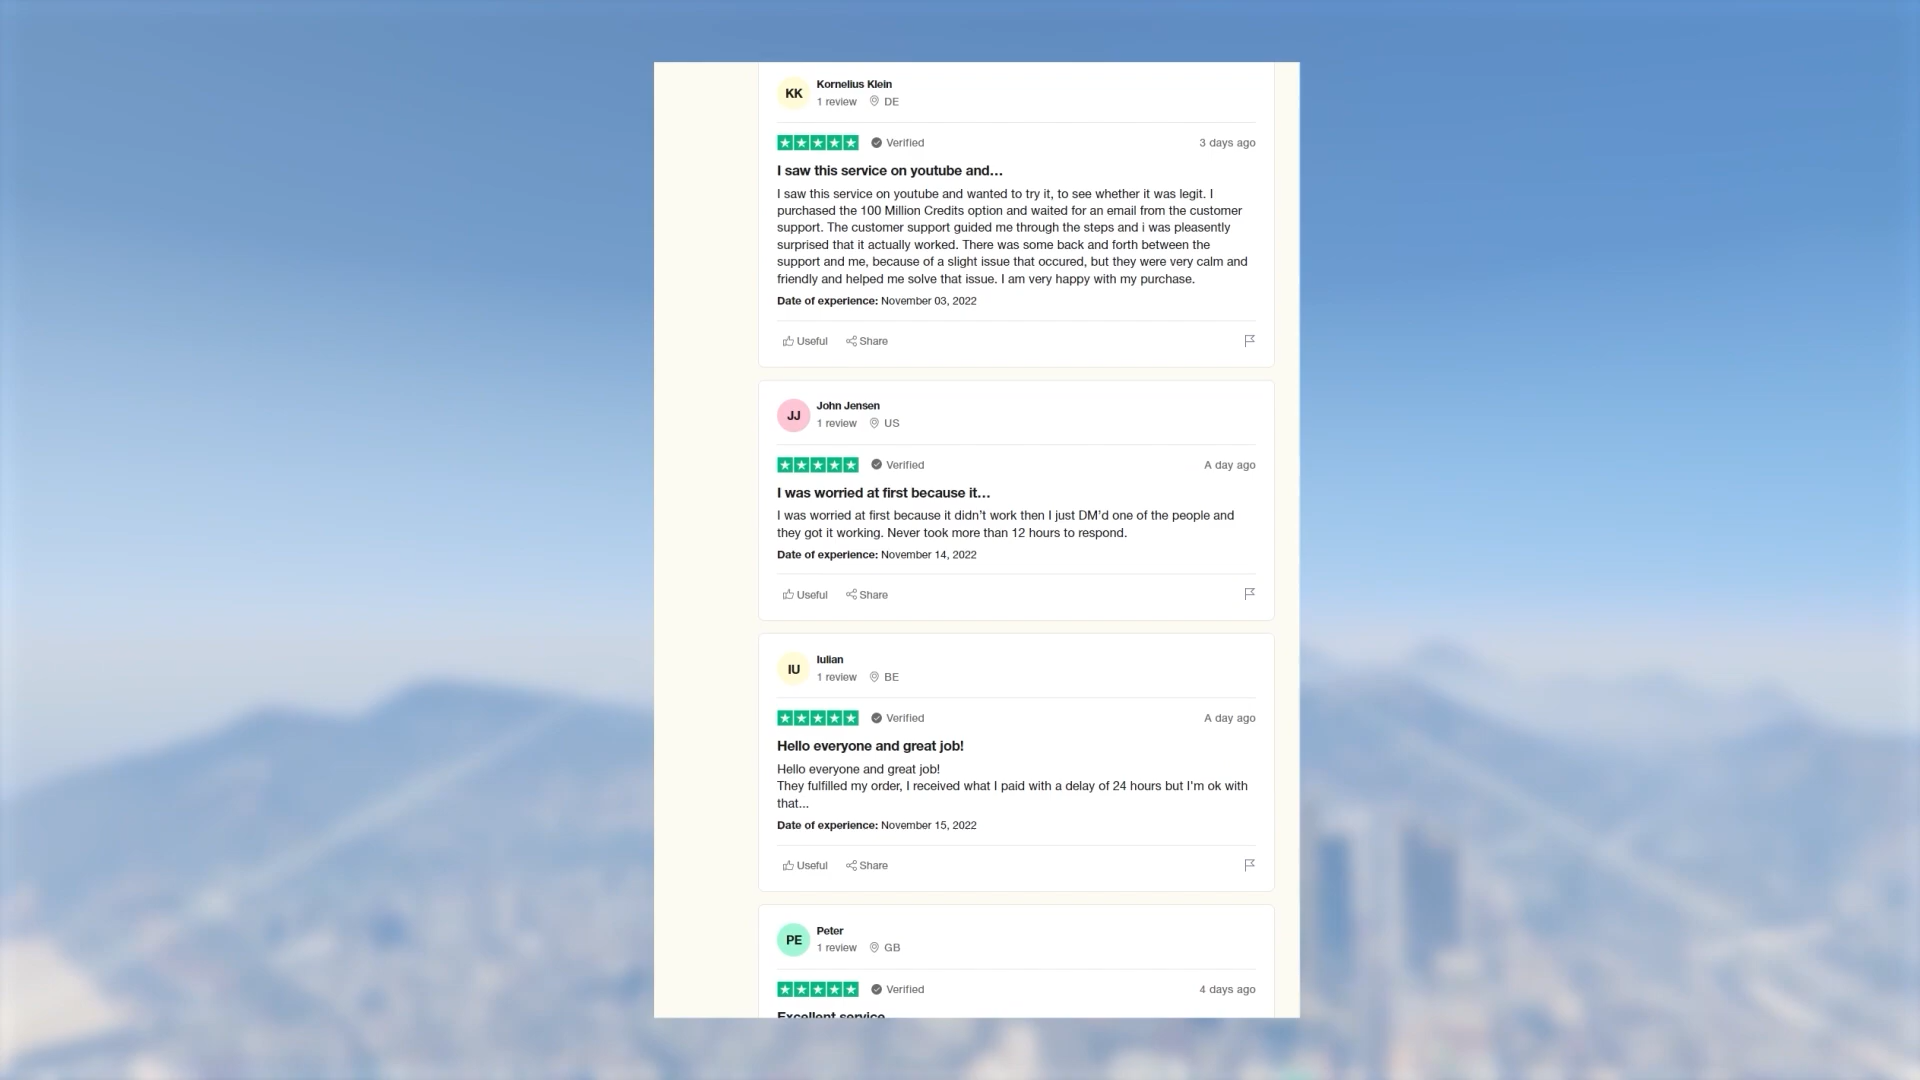 KK
Kornelius Klein
1 review DE
Verified 3 days ago
I saw this service on youtube and…
I saw this service on youtube and wanted to try it, to see whether it was legit. I
purchased the 100 Million Credits option and waited for an email from the customer
support. The customer support guided me through the steps and i was pleasently
surprised that it actually worked. There was some back and forth between the
support and me, because of a slight issue that occured, but they were very calm and
friendly and helped me solve that issue. I am very happy with my purchase.
Date of experience: November 03, 2022
Useful Share
JJ
John Jensen
1 review US
Verified A day ago
I was worried at first because it…
I was worried at first because it didn’t work then I just DM’d one of the people and
they got it working. Never took more than 12 hours to respond.
Date of experience: November 14, 2022
Useful Share
IU
Iulian
1 review BE
Verified A day ago
Hello everyone and great job!
Hello everyone and great job!
They fulfilled my order, I received what I paid with a delay of 24 hours but I'm ok with
that...
Date of experience: November 15, 2022
Useful Share
PE
Peter
1 review GB
Verified 4 days ago
Excellent service